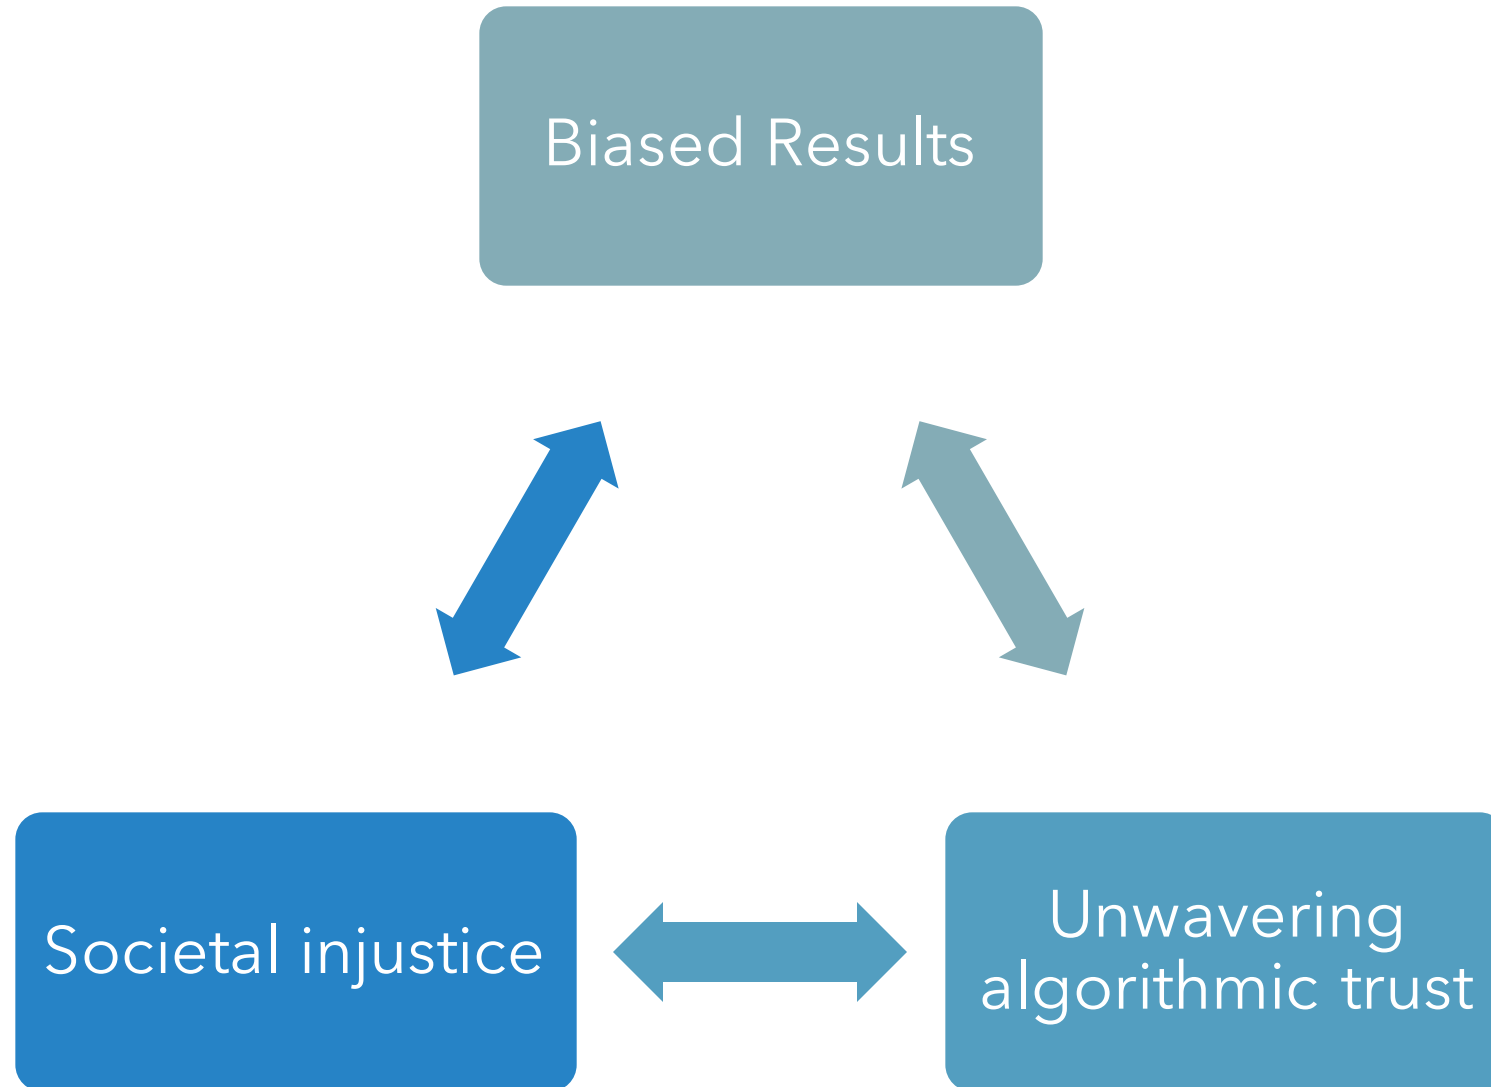 Biased Results
Societal injustice
Unwavering
algorithmic trust